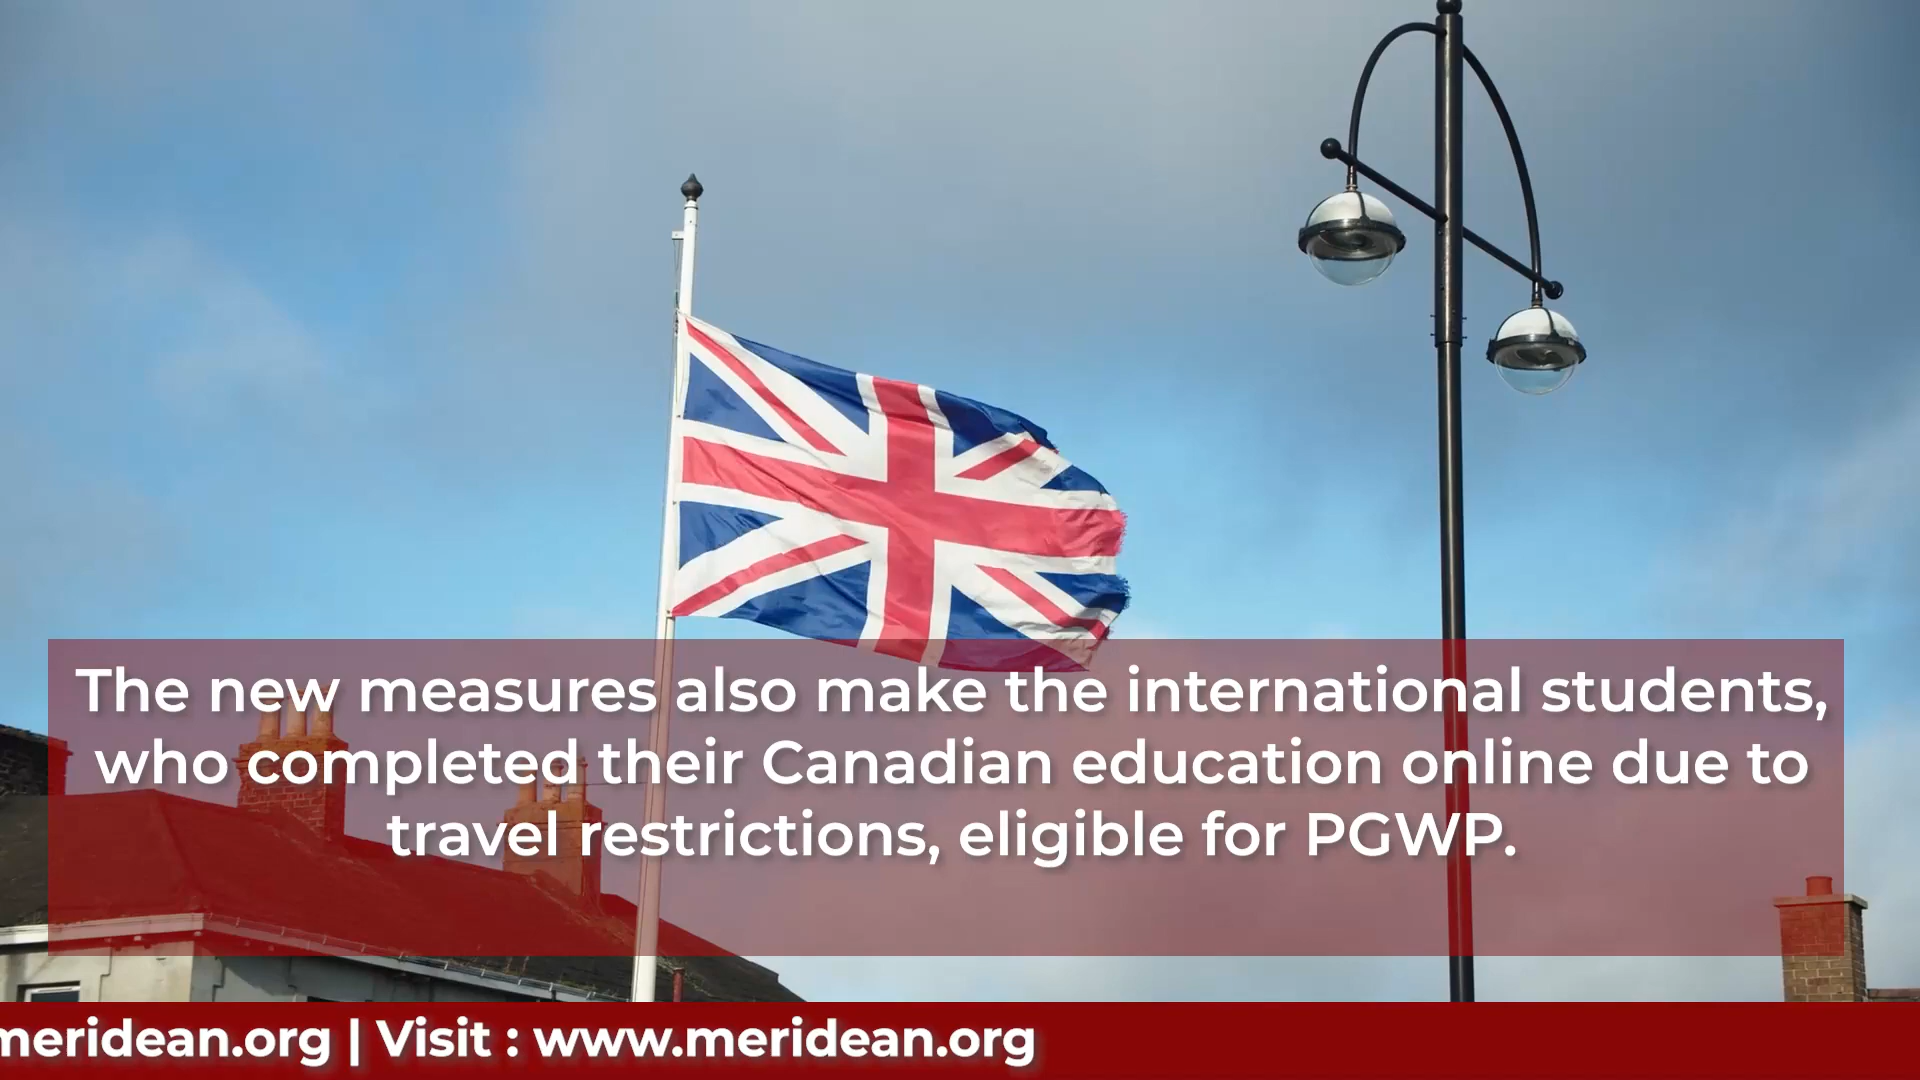 The new measures also make the international students,
who completed their Canadian education online due to
travel restrictions, eligible for PGWP.
meridean.org | Visit : www.meridean.org